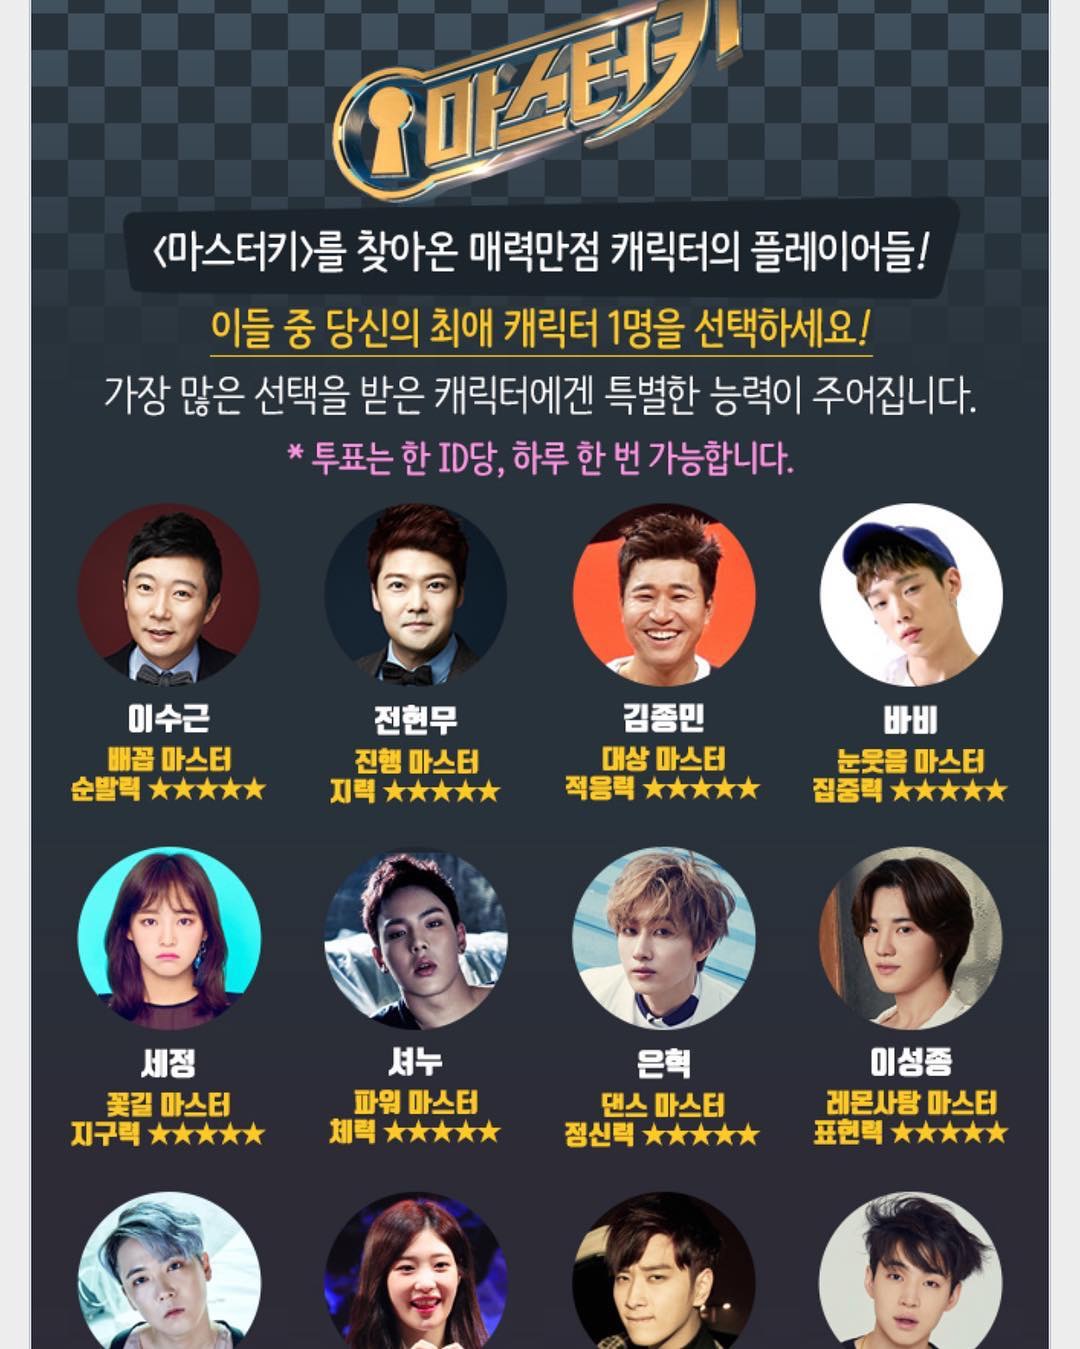 마스터키
<마스터키>를 찾아온 매력만점 캐릭터의 플레이어들!
이들 중 당신의 최애 캐릭터 1명을 선택하세요!
가장 많은 선택을 받은 캐릭터에겐 특별한 능력이 주어집니다.
* 투표는 한 ID당, 하루 한 번 가능합니다.
이수근 전현무 김종민 바비
배꼽 마스터 진행 마스터 대상 마스터 눈웃음 마스터
순발력 ★★★★★ 지력 ★★★★★ 적응력 ★★★★★ 집중력 ★★★★★
세정 셔누 은혁 이성종
꽃길 마스터 파워 마스터 댄스 마스터 레몬사탕 마스터
지구력 ★★★★★ 체력 ★★★★★ 정신력 ★★★★★ 표현력 ★★★★★